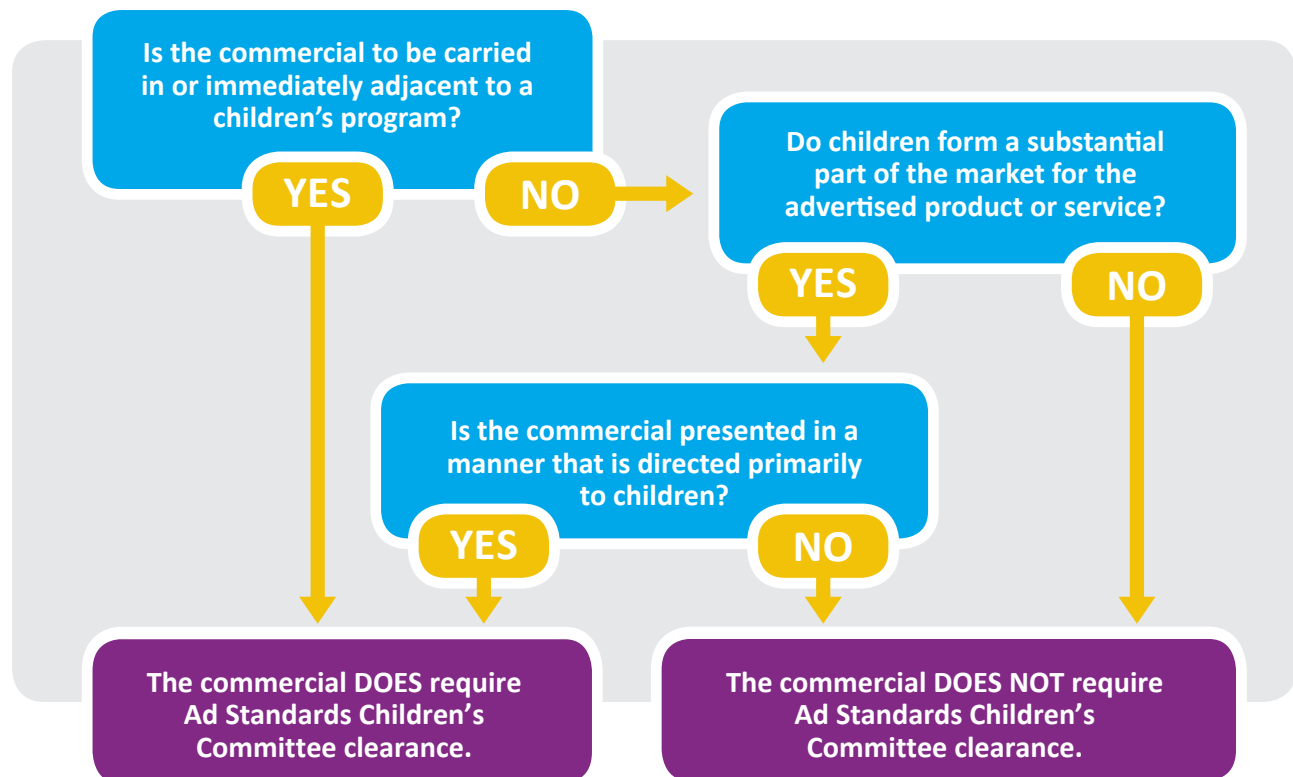 Is the commercial to be carried
in or immediately adjacent to a
children’s program?
YES
NO
Do children form a substantial
part of the market for the
advertised product or service?
YES
NO
Is the commercial presented in a
manner that is directed primarily
to children?
YES
NO
The commercial DOES require
Ad Standards Children’s
Committee clearance.
The commercial DOES NOT require
Ad Standards Children’s
Committee clearance.